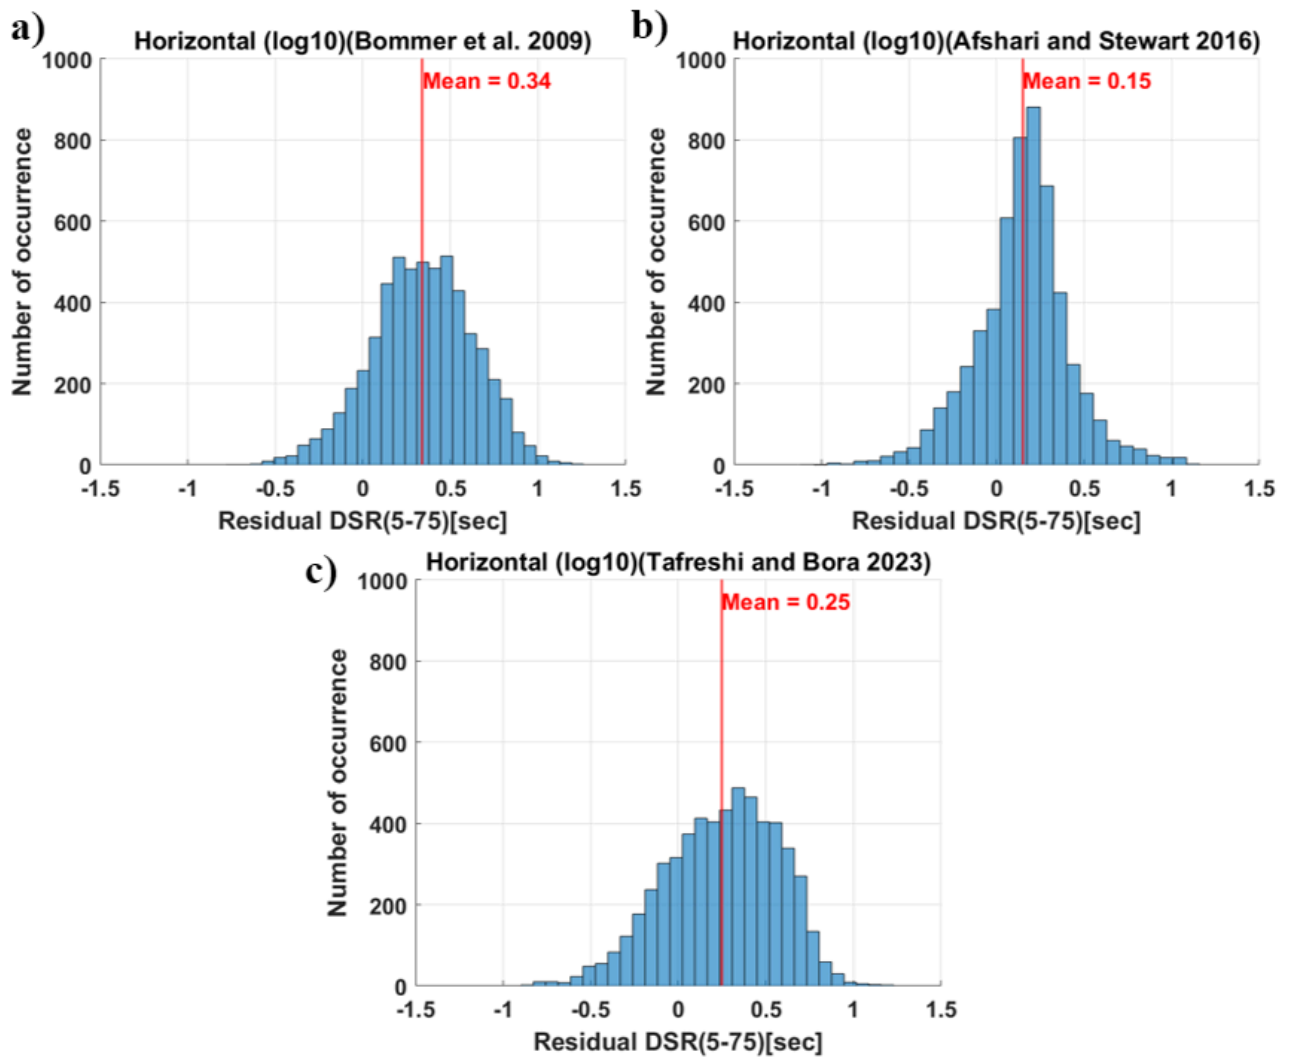 a)
Horizontal (log10)(Bommer et al. 2009)
Mean = 0.34
Number of occurrence
1000
800
600
400
200
0
-1.5 -1 -0.5 0 0.5 1 1.5
Residual DSR(5-75)[sec]
b)
Horizontal (log10)(Afshari and Stewart 2016)
Mean = 0.15
Number of occurrence
1000
800
600
400
200
0
-1.5 -1 -0.5 0 0.5 1 1.5
Residual DSR(5-75)[sec]
c)
Horizontal (log10)(Tafreshi and Bora 2023)
Mean = 0.25
Number of occurrence
1000
800
600
400
200
0
-1.5 -1 -0.5 0 0.5 1 1.5
Residual DSR(5-75)[sec]